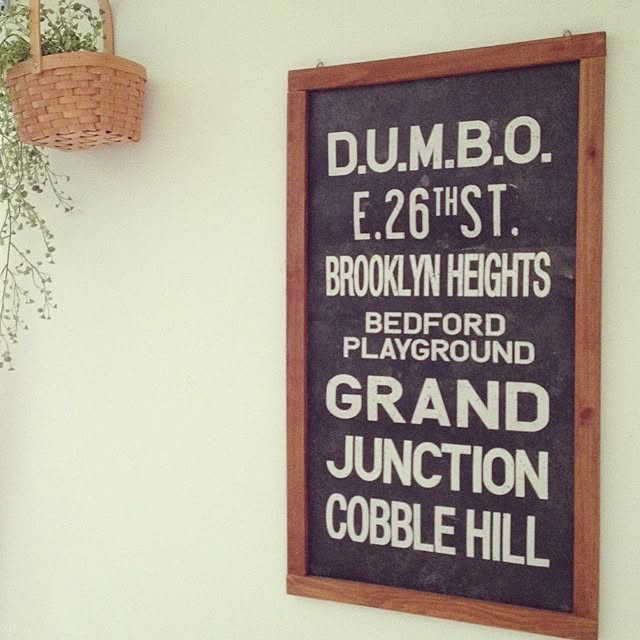 D.U.M.B.O.
E.26TH ST.
BROOKLYN HEIGHTS
BEDFORD
PLAYGROUND
GRAND
JUNCTION
COBBLE HILL